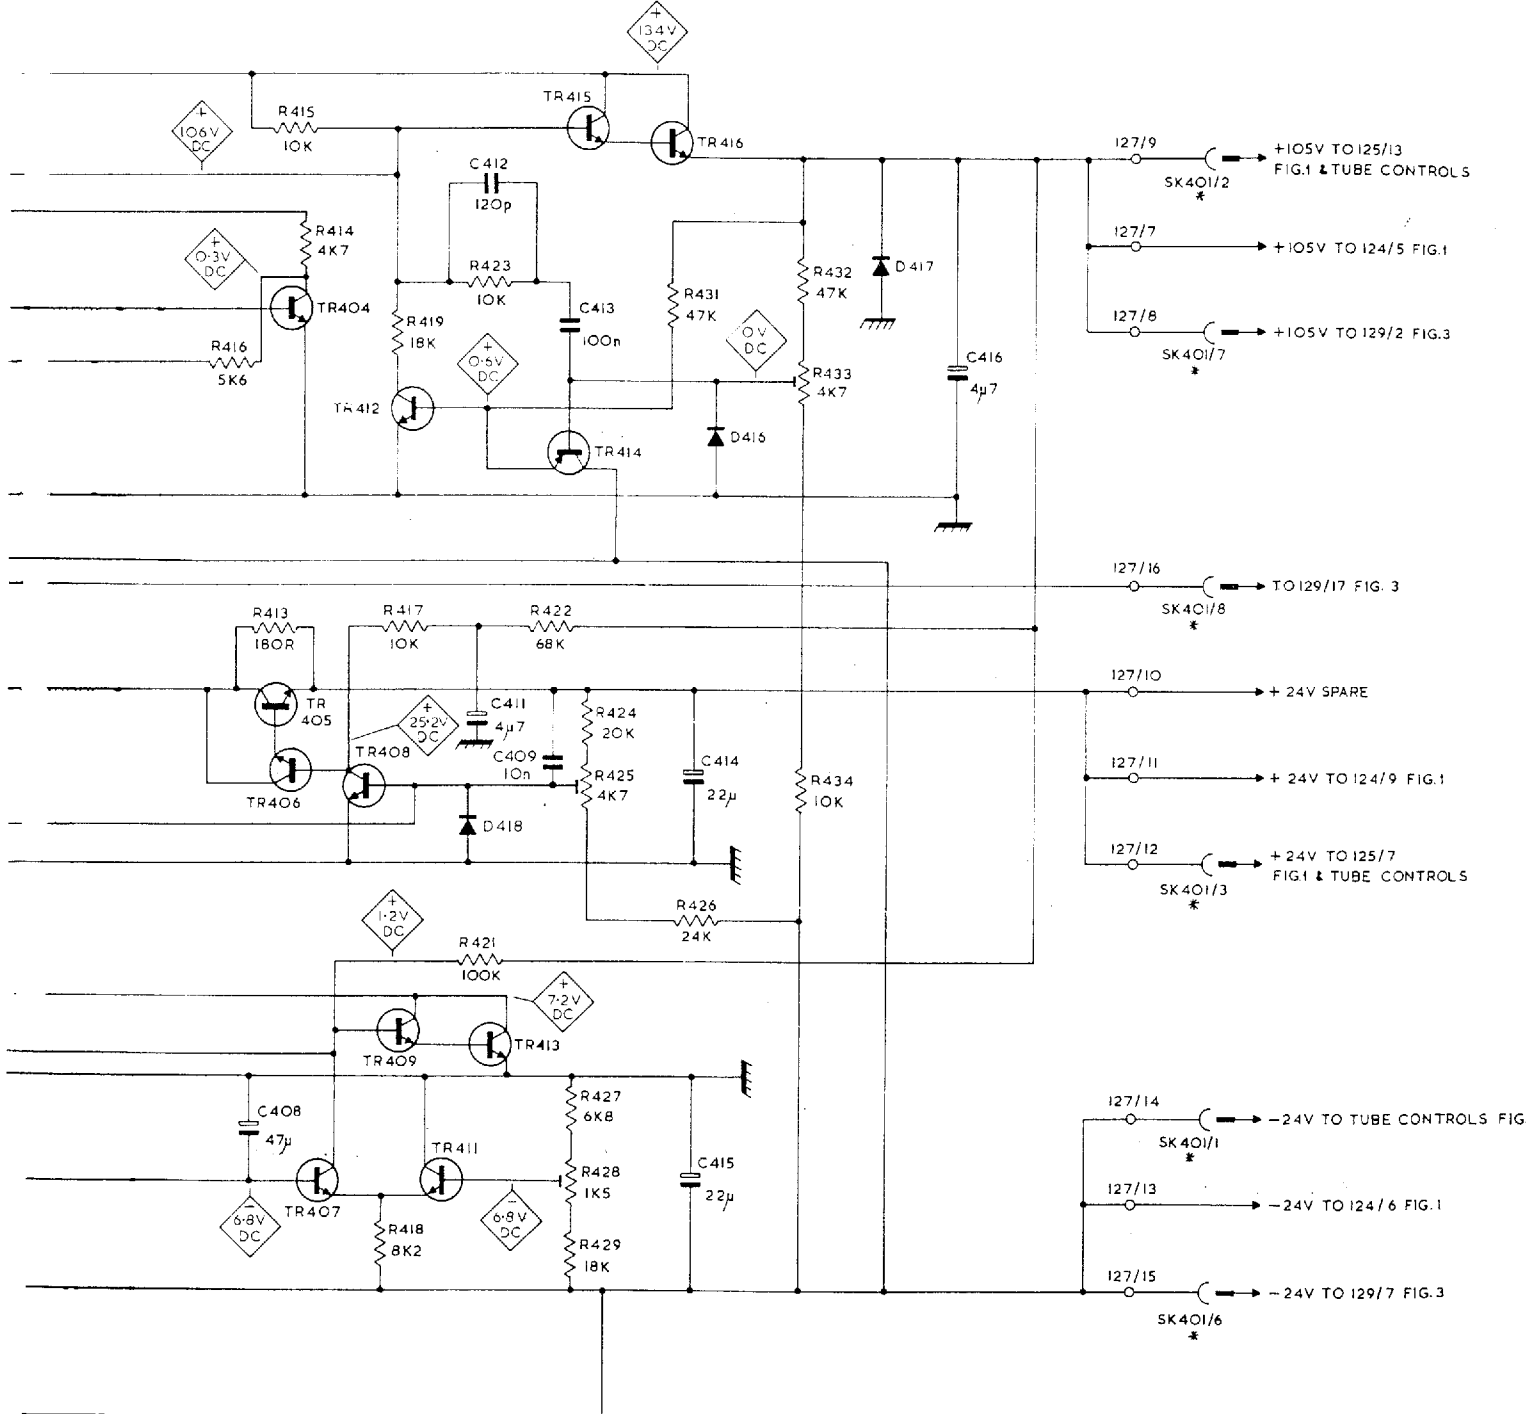 +
134V
DC
TR415
R415
10K
+
106V
DC
TR416
C412
120p
127/9
SK401/2
*
+105V TO 125/13
FIG.1 & TUBE CONTROLS
R414
4K7
+
0·3V
DC
127/7
+105V TO 124/5 FIG.1
TR404
R423
10K
R431
47K
R432
47K
D417
R419
18K
C413
100n
0V
DC
127/8
SK401/7
*
+105V TO 129/2 FIG.3
R416
5K6
+
0·6V
DC
R433
4K7
C416
4µ7
TR412
TR414
D416
127/16
SK401/8
*
TO 129/17 FIG. 3
R413
180R
R417
10K
R422
68K
TR
405
+
25·2V
DC
C411
4µ7
R424
20K
127/10
+ 24V SPARE
TR408
C409
10n
R425
4K7
C414
22µ
R434
10K
127/11
+ 24V TO 124/9 FIG.1
TR406
D418
127/12
SK401/3
*
+ 24V TO 125/7
FIG.1 & TUBE CONTROLS
+
1·2V
DC
R426
24K
R421
100K
+
7·2V
DC
TR409
TR413
C408
47µ
R427
6K8
127/14
SK401/1
*
-24V TO TUBE CONTROLS FIG.
TR411
R428
1K5
C415
22µ
TR407
-
6·8V
DC
R418
8K2
-
6·8V
DC
127/13
-24V TO 124/6 FIG.1
R429
18K
127/15
SK401/6
*
-24V TO 129/7 FIG.3